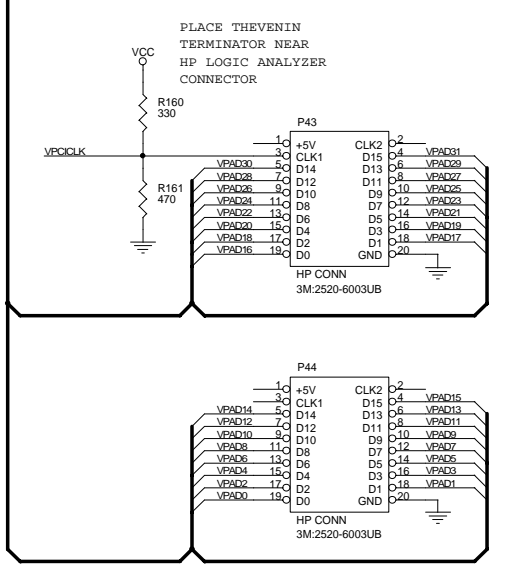 PLACE THEVENIN
TERMINATOR NEAR
HP LOGIC ANALYZER
CONNECTOR
VCC
R160
330
P43
VPCICLK
R161
470
1 +5V CLK2 2
3 CLK1 D15 4 VPAD31
VPAD30 5 D14 D13 6 VPAD29
VPAD28 7 D12 D11 8 VPAD27
VPAD26 9 D10 D9 10 VPAD25
VPAD24 11 D8 D7 12 VPAD23
VPAD22 13 D6 D5 14 VPAD21
VPAD20 15 D4 D3 16 VPAD19
VPAD18 17 D2 D1 18 VPAD17
VPAD16 19 D0 GND 20
HP CONN
3M:2520-6003UB
P44
1 +5V CLK2 2
3 CLK1 D15 4 VPAD15
VPAD14 5 D14 D13 6 VPAD13
VPAD12 7 D12 D11 8 VPAD11
VPAD10 9 D10 D9 10 VPAD9
VPAD8 11 D8 D7 12 VPAD7
VPAD6 13 D6 D5 14 VPAD5
VPAD4 15 D4 D3 16 VPAD3
VPAD2 17 D2 D1 18 VPAD1
VPAD0 19 D0 GND 20
HP CONN
3M:2520-6003UB